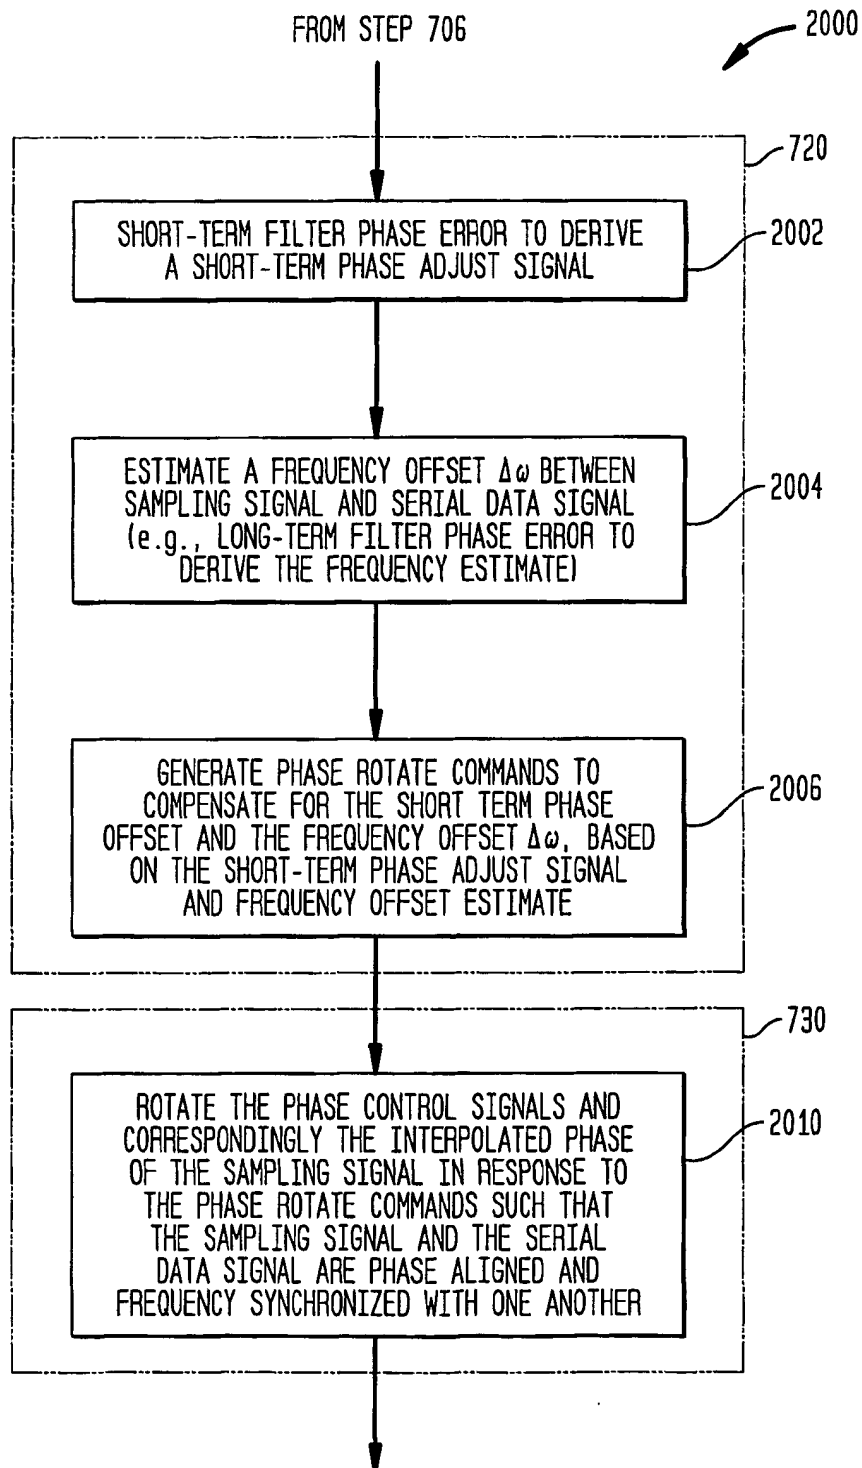 FROM STEP 706
2000
720
SHORT-TERM FILTER PHASE ERROR TO DERIVE
A SHORT-TERM PHASE ADJUST SIGNAL
2002
ESTIMATE A FREQUENCY OFFSET Δω BETWEEN
SAMPLING SIGNAL AND SERIAL DATA SIGNAL
(e.g., LONG-TERM FILTER PHASE ERROR TO
DERIVE THE FREQUENCY ESTIMATE)
2004
GENERATE PHASE ROTATE COMMANDS TO
COMPENSATE FOR THE SHORT TERM PHASE
OFFSET AND THE FREQUENCY OFFSET Δω, BASED
ON THE SHORT-TERM PHASE ADJUST SIGNAL
AND FREQUENCY OFFSET ESTIMATE
2006
730
ROTATE THE PHASE CONTROL SIGNALS AND
CORRESPONDINGLY THE INTERPOLATED PHASE
OF THE SAMPLING SIGNAL IN RESPONSE TO
THE PHASE ROTATE COMMANDS SUCH THAT
THE SAMPLING SIGNAL AND THE SERIAL
DATA SIGNAL ARE PHASE ALIGNED AND
FREQUENCY SYNCHRONIZED WITH ONE ANOTHER
2010